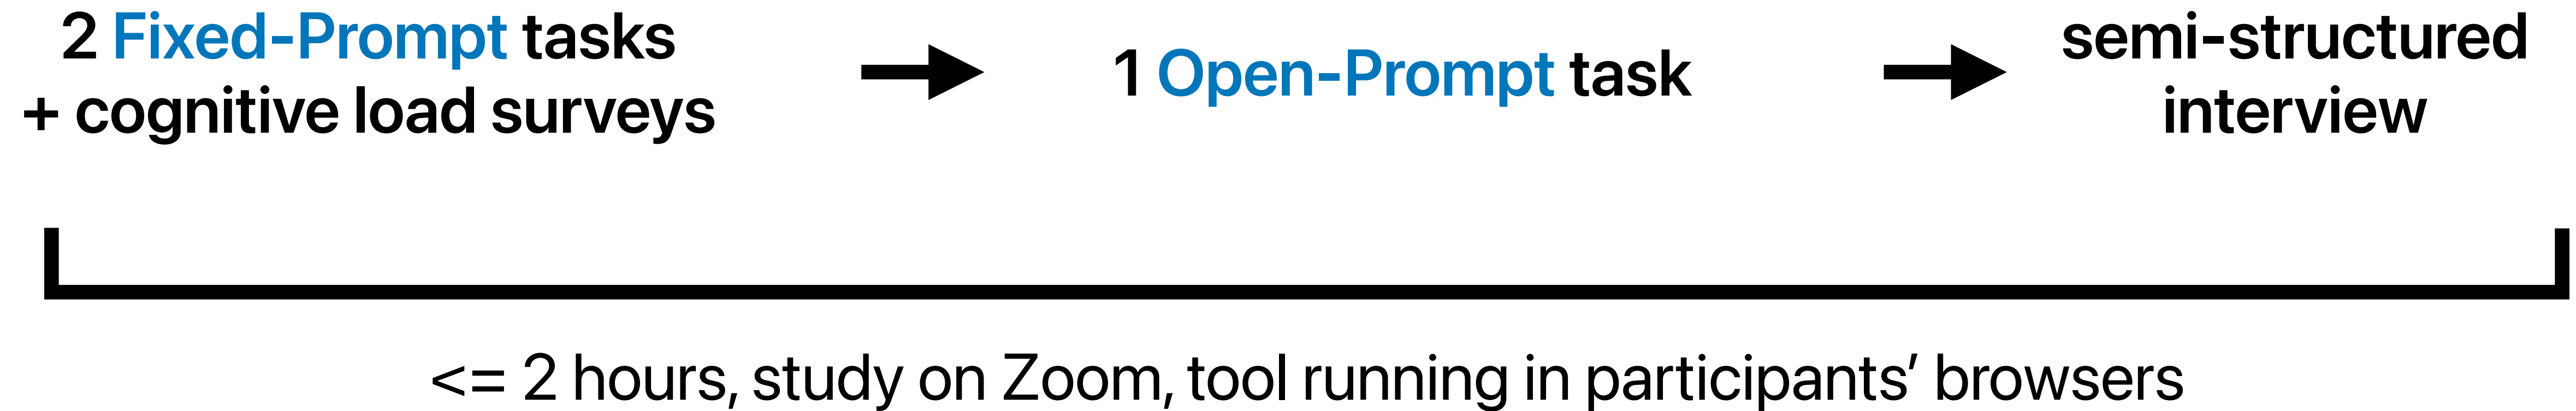 2 Fixed-Prompt tasks
+ cognitive load surveys
1 Open-Prompt task
semi-structured
interview
<= 2 hours, study on Zoom, tool running in participants’ browsers